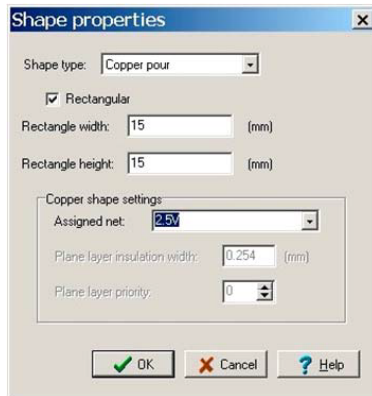 Shape properties
Shape type: Copper pour
Rectangular
Rectangle width: 15 (mm)
Rectangle height: 15 (mm)
Copper shape settings
Assigned net: 2.5V
Plane layer insulation width: 0.254 (mm)
Plane layer priority: 0
OK Cancel ? Help